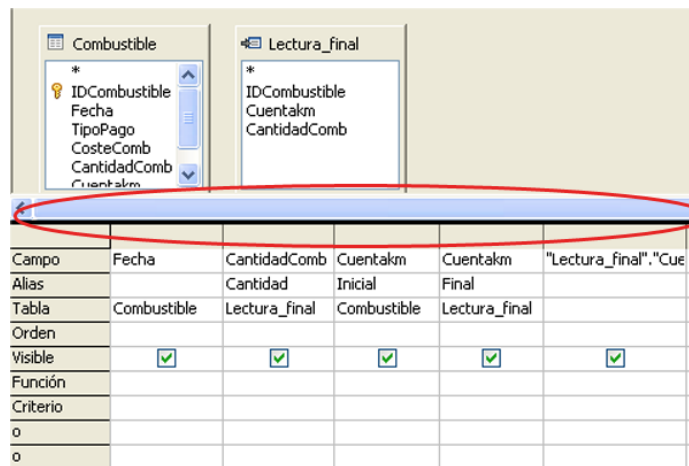 Combustible
*
IDCombustible
Fecha
TipoPago
CosteComb
CantidadComb
Cuentakm
Lectura_final
*
IDCombustible
Cuentakm
CantidadComb
Campo Fecha CantidadComb Cuentakm Cuentakm "Lectura_final"."Cue
Alias Cantidad Inicial Final
Tabla Combustible Lectura_final Combustible Lectura_final
Orden
Visible
Función
Criterio
o
o